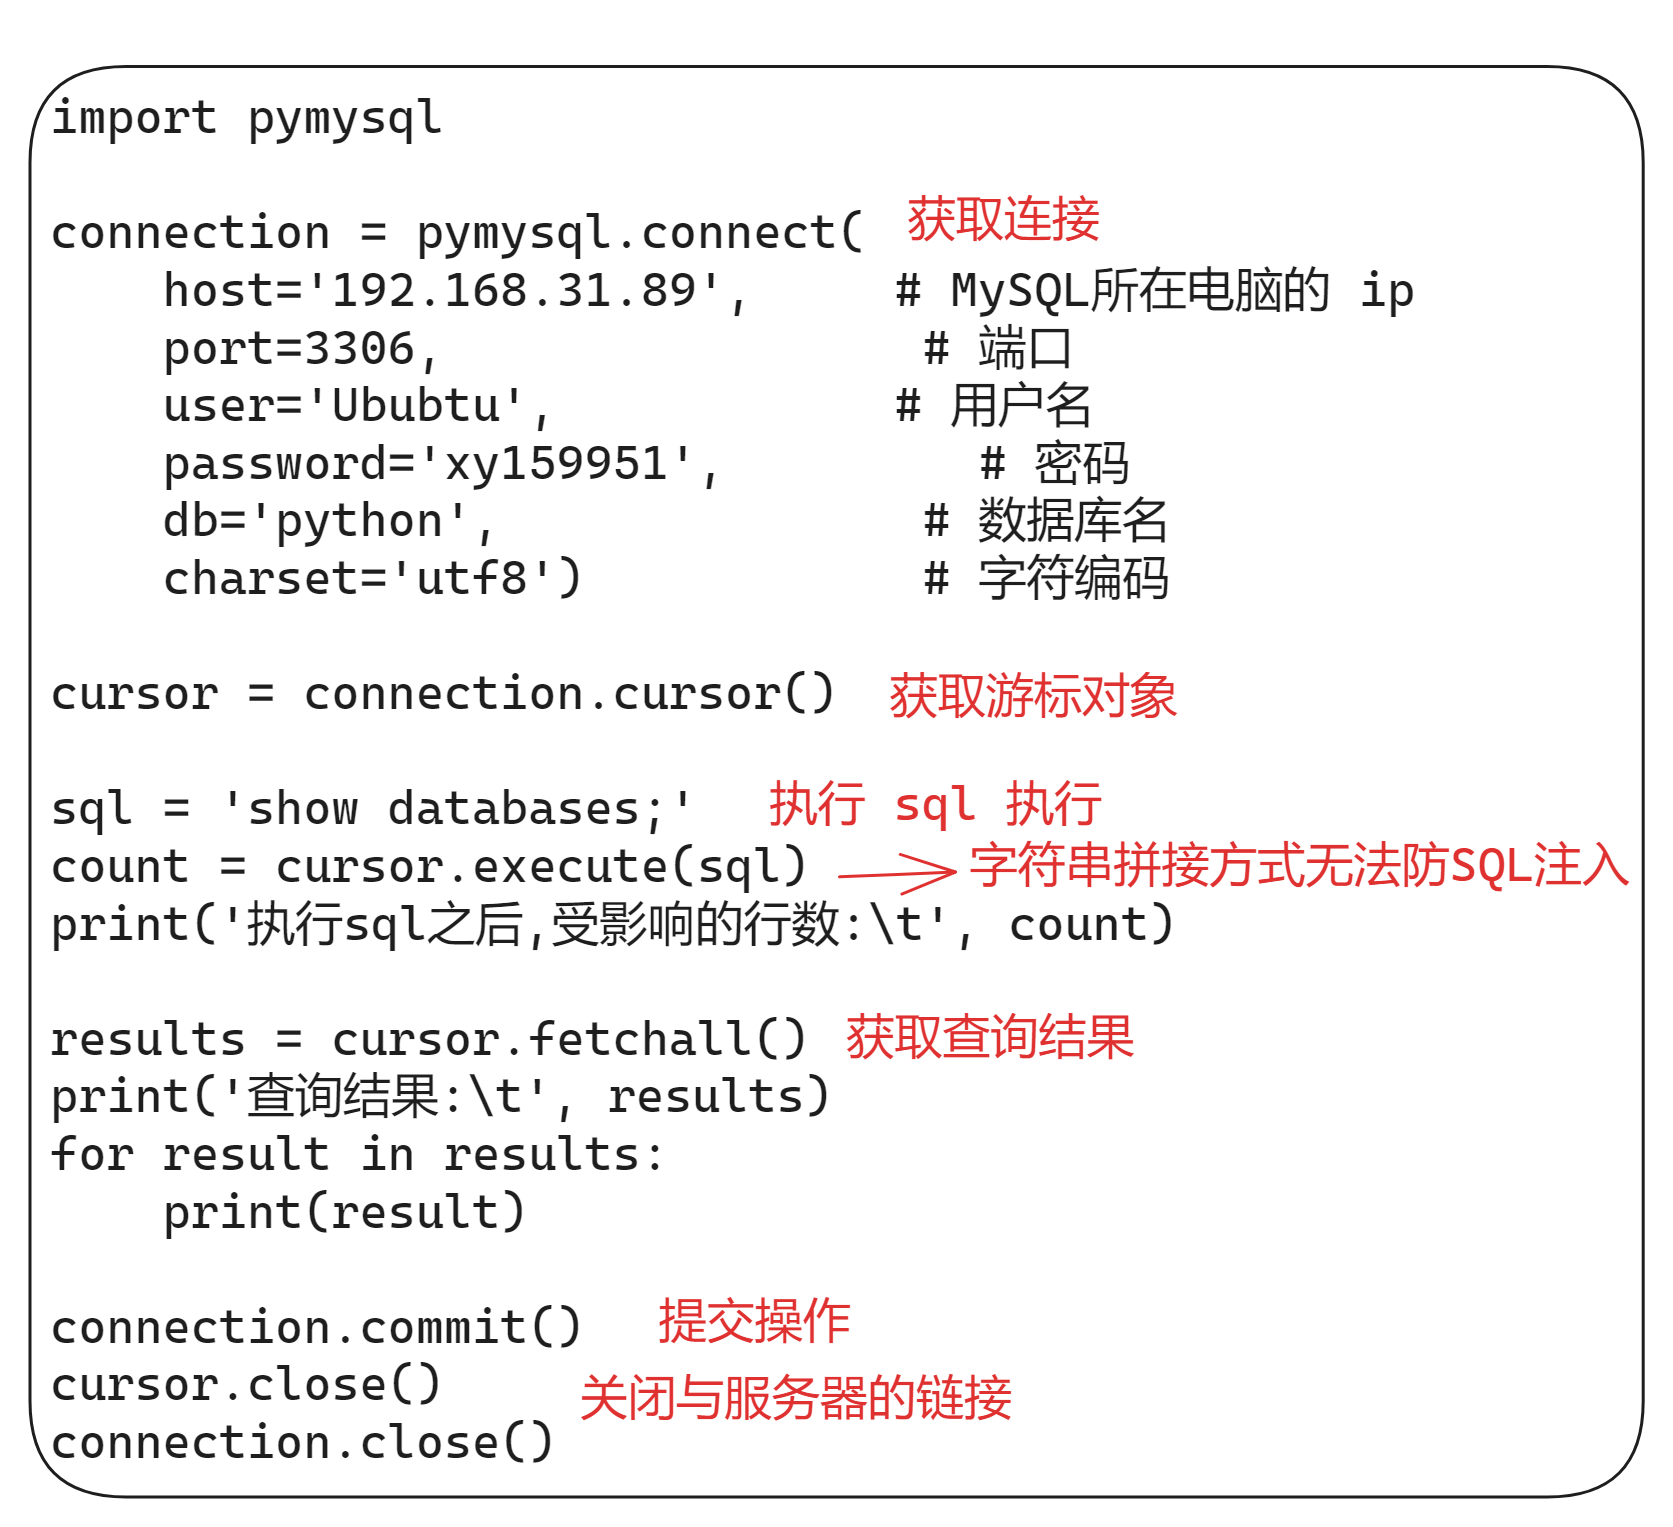 import pymysql
connection = pymysql.connect( 获取连接
    host='192.168.31.89',     # MySQL所在电脑的 ip
    port=3306,                 # 端口
    user='Ububtu',            # 用户名
    password='xy159951',         # 密码
    db='python',               # 数据库名
    charset='utf8')            # 字符编码
cursor = connection.cursor() 获取游标对象
sql = 'show databases;' 执行 sql 执行
count = cursor.execute(sql) 字符串拼接方式无法防SQL注入
print('执行sql之后,受影响的行数:\t', count)
results = cursor.fetchall() 获取查询结果
print('查询结果:\t', results)
for result in results:
    print(result)
connection.commit() 提交操作
cursor.close() 关闭与服务器的链接
connection.close()